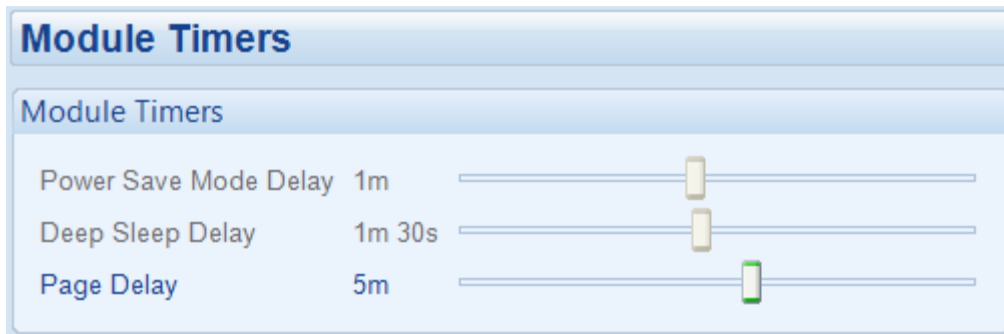 Module Timers
Module Timers
Power Save Mode Delay 1m
Deep Sleep Delay 1m 30s
Page Delay 5m